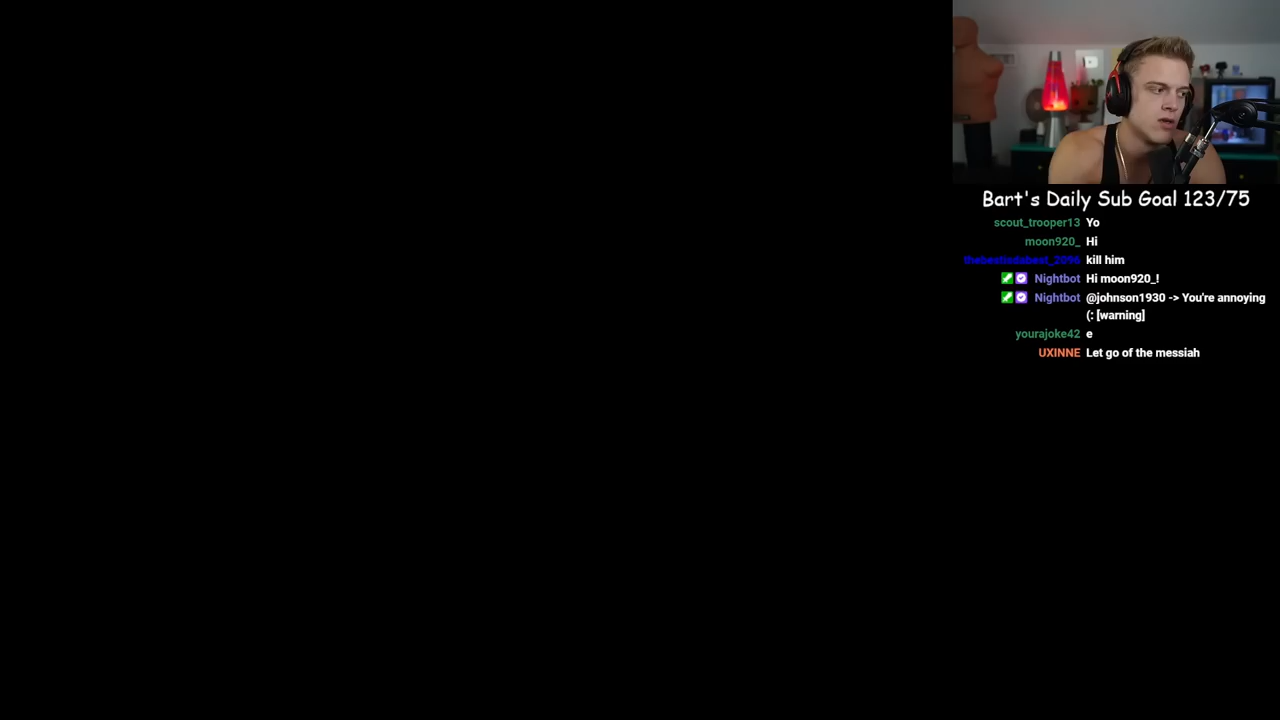 Bart's Daily Sub Goal 123/75
scout_trooper13 Yo
moon920_ Hi
thebestisdubest_2096 kill him
Nightbot Hi moon920_!
Nightbot @johnson1930 -> You're annoying
(: [warning]
yourajoke42 e
UXINNE Let go of the messiah